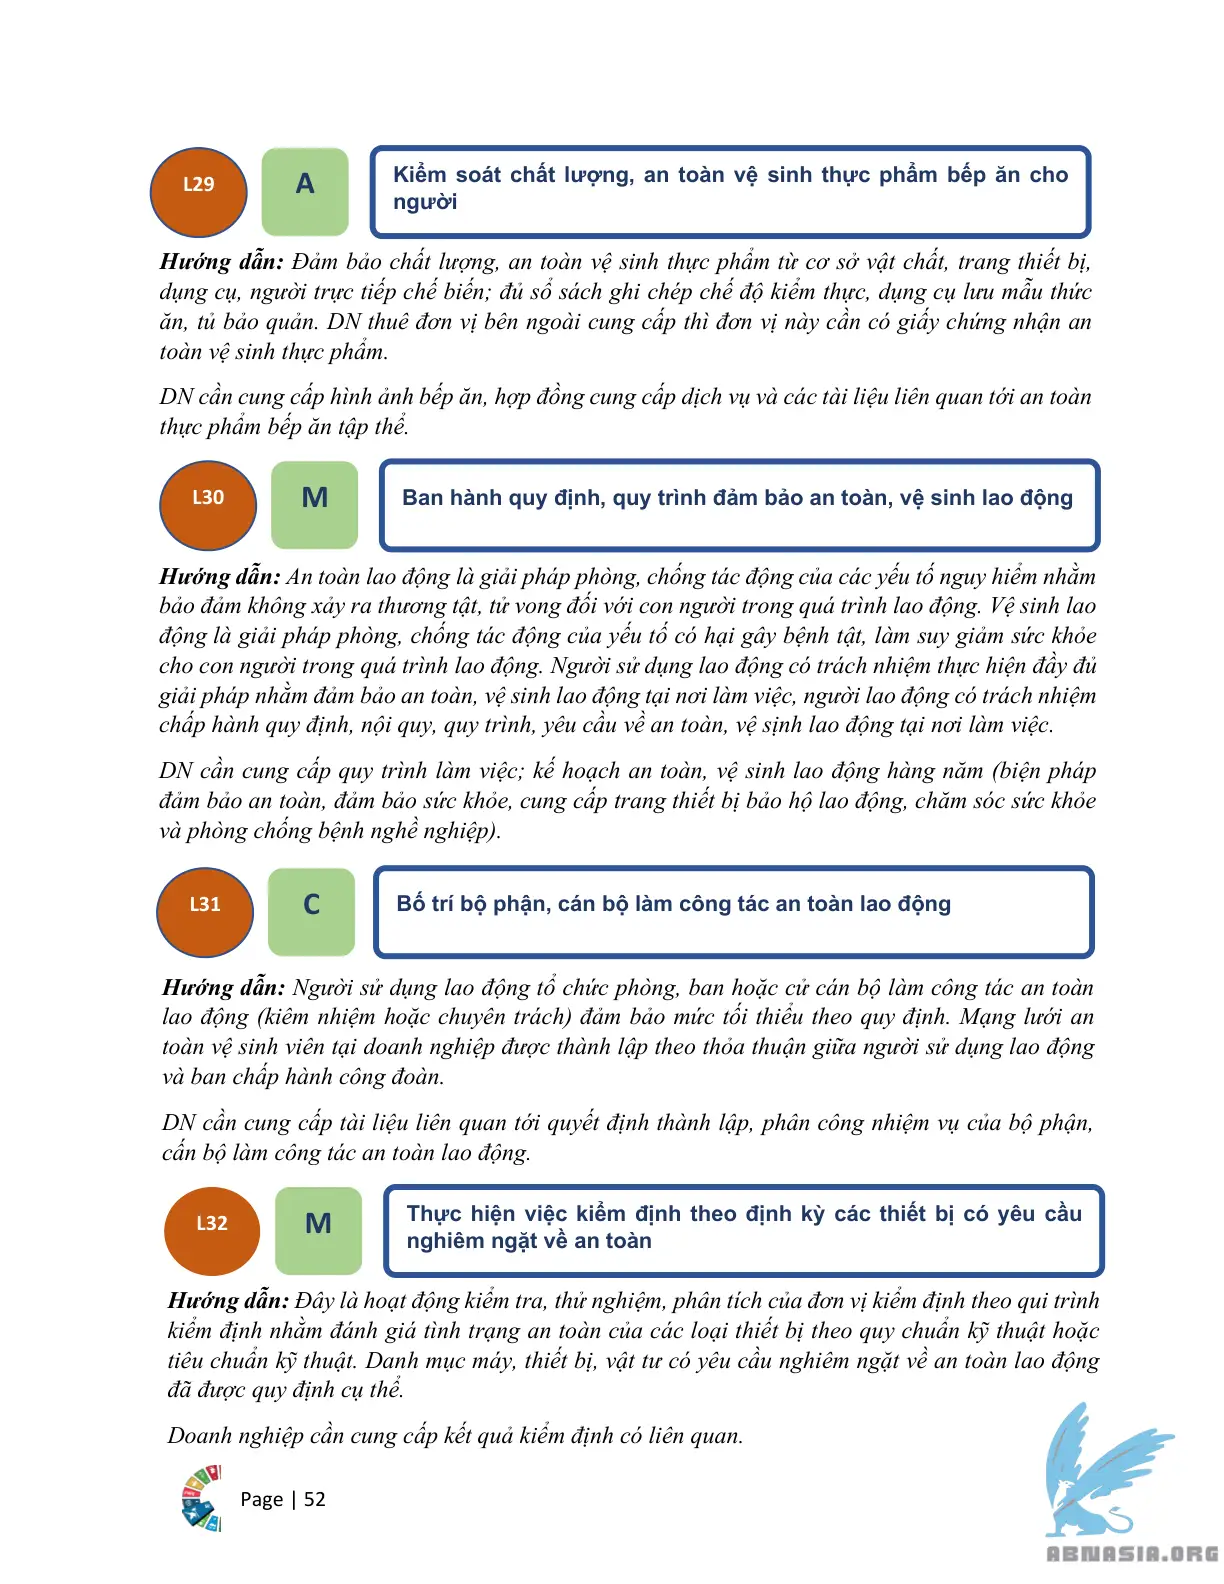 L29
A
Kiểm soát chất lượng, an toàn vệ sinh thực phẩm bếp ăn cho
người
Hướng dẫn: Đảm bảo chất lượng, an toàn vệ sinh thực phẩm từ cơ sở vật chất, trang thiết bị,
dụng cụ, người trực tiếp chế biến; đủ sổ sách ghi chép chế độ kiểm thực, dụng cụ lưu mẫu thức
ăn, tủ bảo quản. DN thuê đơn vị bên ngoài cung cấp thì đơn vị này cần có giấy chứng nhận an
toàn vệ sinh thực phẩm.
DN cần cung cấp hình ảnh bếp ăn, hợp đồng cung cấp dịch vụ và các tài liệu liên quan tới an toàn
thực phẩm bếp ăn tập thể.
L30
M
Ban hành quy định, quy trình đảm bảo an toàn, vệ sinh lao động
Hướng dẫn: An toàn lao động là giải pháp phòng, chống tác động của các yếu tố nguy hiểm nhằm
bảo đảm không xảy ra thương tật, tử vong đối với con người trong quá trình lao động. Vệ sinh lao
động là giải pháp phòng, chống tác động của yếu tố có hại gây bệnh tật, làm suy giảm sức khỏe
cho con người trong quá trình lao động. Người sử dụng lao động có trách nhiệm thực hiện đầy đủ
giải pháp nhằm đảm bảo an toàn, vệ sinh lao động tại nơi làm việc, người lao động có trách nhiệm
chấp hành quy định, nội quy, quy trình, yêu cầu về an toàn, vệ sịnh lao động tại nơi làm việc.
DN cần cung cấp quy trình làm việc; kế hoạch an toàn, vệ sinh lao động hàng năm (biện pháp
đảm bảo an toàn, đảm bảo sức khỏe, cung cấp trang thiết bị bảo hộ lao động, chăm sóc sức khỏe
và phòng chống bệnh nghề nghiệp).
L31
C
Bố trí bộ phận, cán bộ làm công tác an toàn lao động
Hướng dẫn: Người sử dụng lao động tổ chức phòng, ban hoặc cử cán bộ làm công tác an toàn
lao động (kiêm nhiệm hoặc chuyên trách) đảm bảo mức tối thiểu theo quy định. Mạng lưới an
toàn vệ sinh viên tại doanh nghiệp được thành lập theo thỏa thuận giữa người sử dụng lao động
và ban chấp hành công đoàn.
DN cần cung cấp tài liệu liên quan tới quyết định thành lập, phân công nhiệm vụ của bộ phận,
cấn bộ làm công tác an toàn lao động.
L32
M
Thực hiện việc kiểm định theo định kỳ các thiết bị có yêu cầu
nghiêm ngặt về an toàn
Hướng dẫn: Đây là hoạt động kiểm tra, thử nghiệm, phân tích của đơn vị kiểm định theo qui trình
kiểm định nhằm đánh giá tình trạng an toàn của các loại thiết bị theo quy chuẩn kỹ thuật hoặc
tiêu chuẩn kỹ thuật. Danh mục máy, thiết bị, vật tư có yêu cầu nghiêm ngặt về an toàn lao động
đã được quy định cụ thể.
Doanh nghiệp cần cung cấp kết quả kiểm định có liên quan.
Page | 52
ABNASIA.ORG